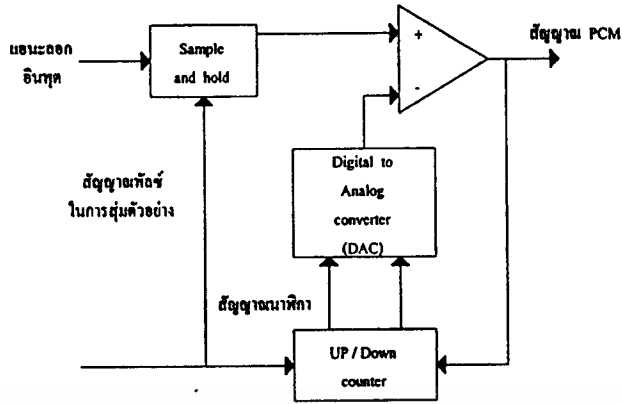 แอนะลอก
อินพุต
Sample
and hold
+
-
สัญญาณ PCM
Digital to
Analog
converter
(DAC)
สัญญาณพัลซ์
ในการสุ่มตัวอย่าง
สัญญาณนาฬิกา
UP / Down
counter